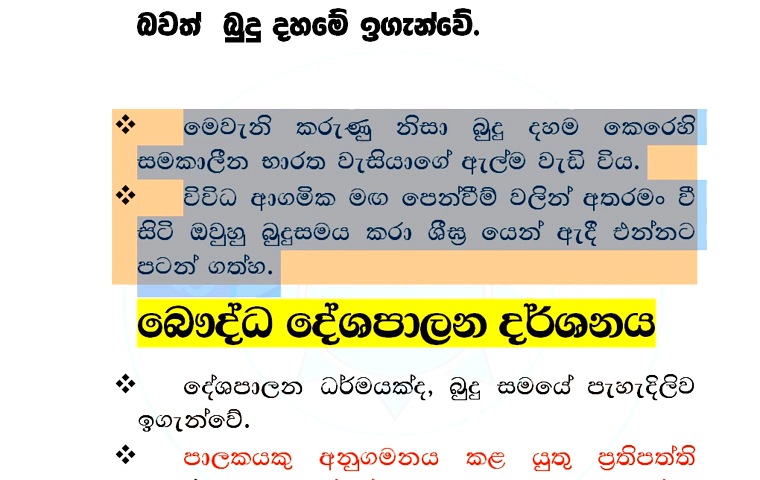 බවත් බුදු දහමේ ඉගැන්වේ.
❖ මෙවැනි කරුණු නිසා බුදු දහම කෙරෙහි
සමකාලීන භාරත වැසියාගේ ඇල්ම වැඩි විය.
❖ විවිධ ආගමික මඟ පෙන්වීම් වලින් අතරමං වී
සිටි ඔවුහු බුදුසමය කරා ශීඝ්‍ර යෙන් ඇදී එන්නට
පටන් ගත්හ.
බෞද්ධ දේශපාලන දර්ශනය
❖ දේශපාලන ධර්මයක්ද, බුදු සමයේ පැහැදිලිව
ඉගැන්වේ.
❖ පාලකයකු අනුගමනය කළ යුතු ප්‍රතිපත්ති